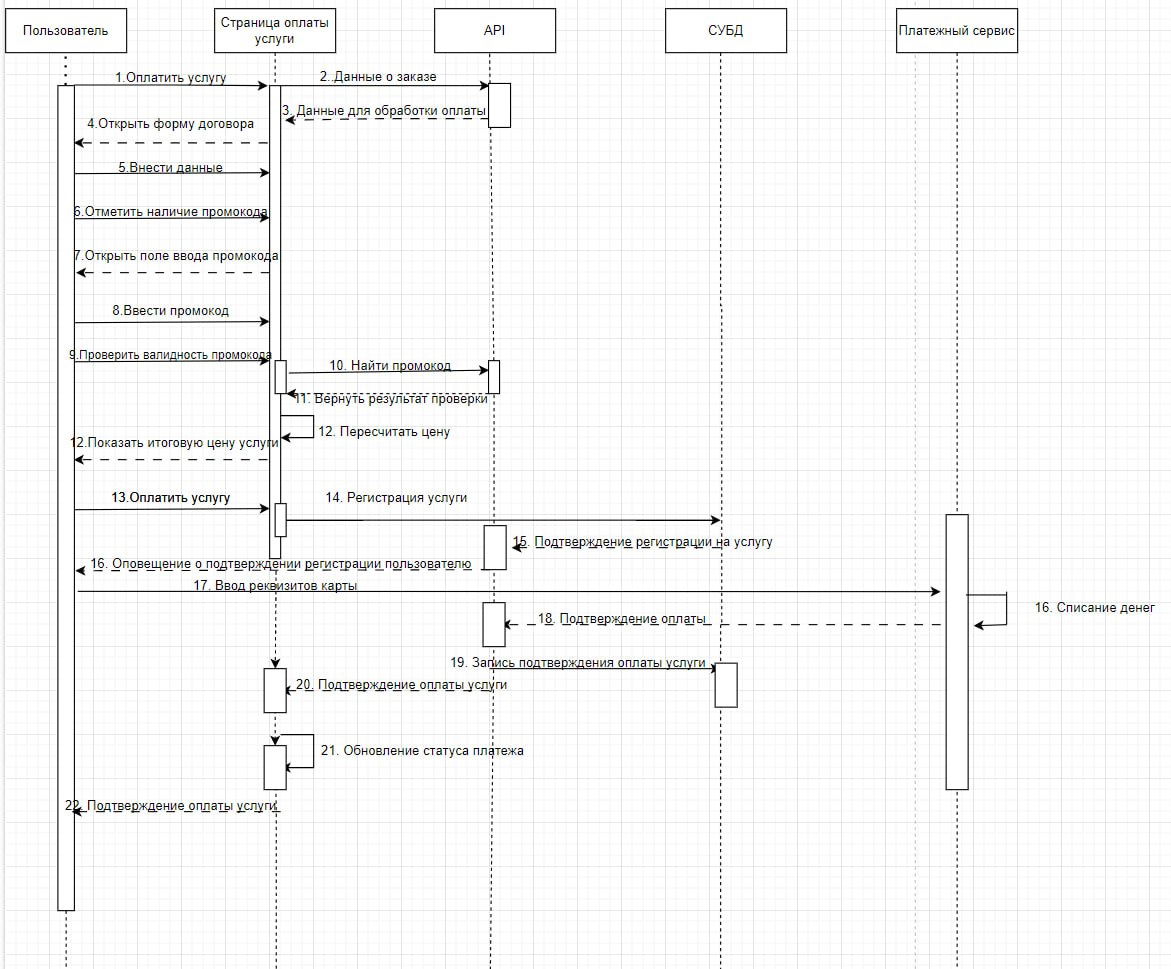 Пользователь
Страница оплаты
услуги
API
СУБД
Платежный сервис
1.Оплатить услугу
2..Данные о заказе
3. Данные для обработки оплаты
4.Открыть форму договора
5.Внести данные
6.Отметить наличие промокода
7.Открыть поле ввода промокода
8.Ввести промокод
9.Проверить валидность промокода
10. Найти промокод
11. Вернуть результат проверки
12. Пересчитать цену
12.Показать итоговую цену услуги
13.Оплатить услугу
14. Регистрация услуги
15. Подтверждение регистрации на услугу
16. Оповещение о подтверждении регистрации пользователю
17. Ввод реквизитов карты
16. Списание денег
18. Подтверждение оплаты
19. Запись подтверждения оплаты услуги
20. Подтверждение оплаты услуги
21. Обновление статуса платежа
22. Подтверждение оплаты услуги